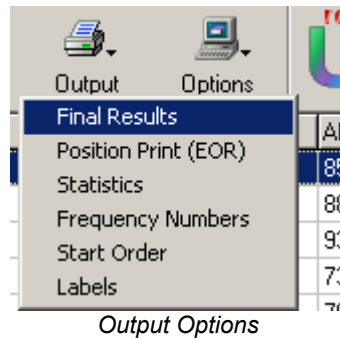 Output Options
Final Results
Position Print (EOR)
Statistics
Frequency Numbers
Start Order
Labels
Output Options